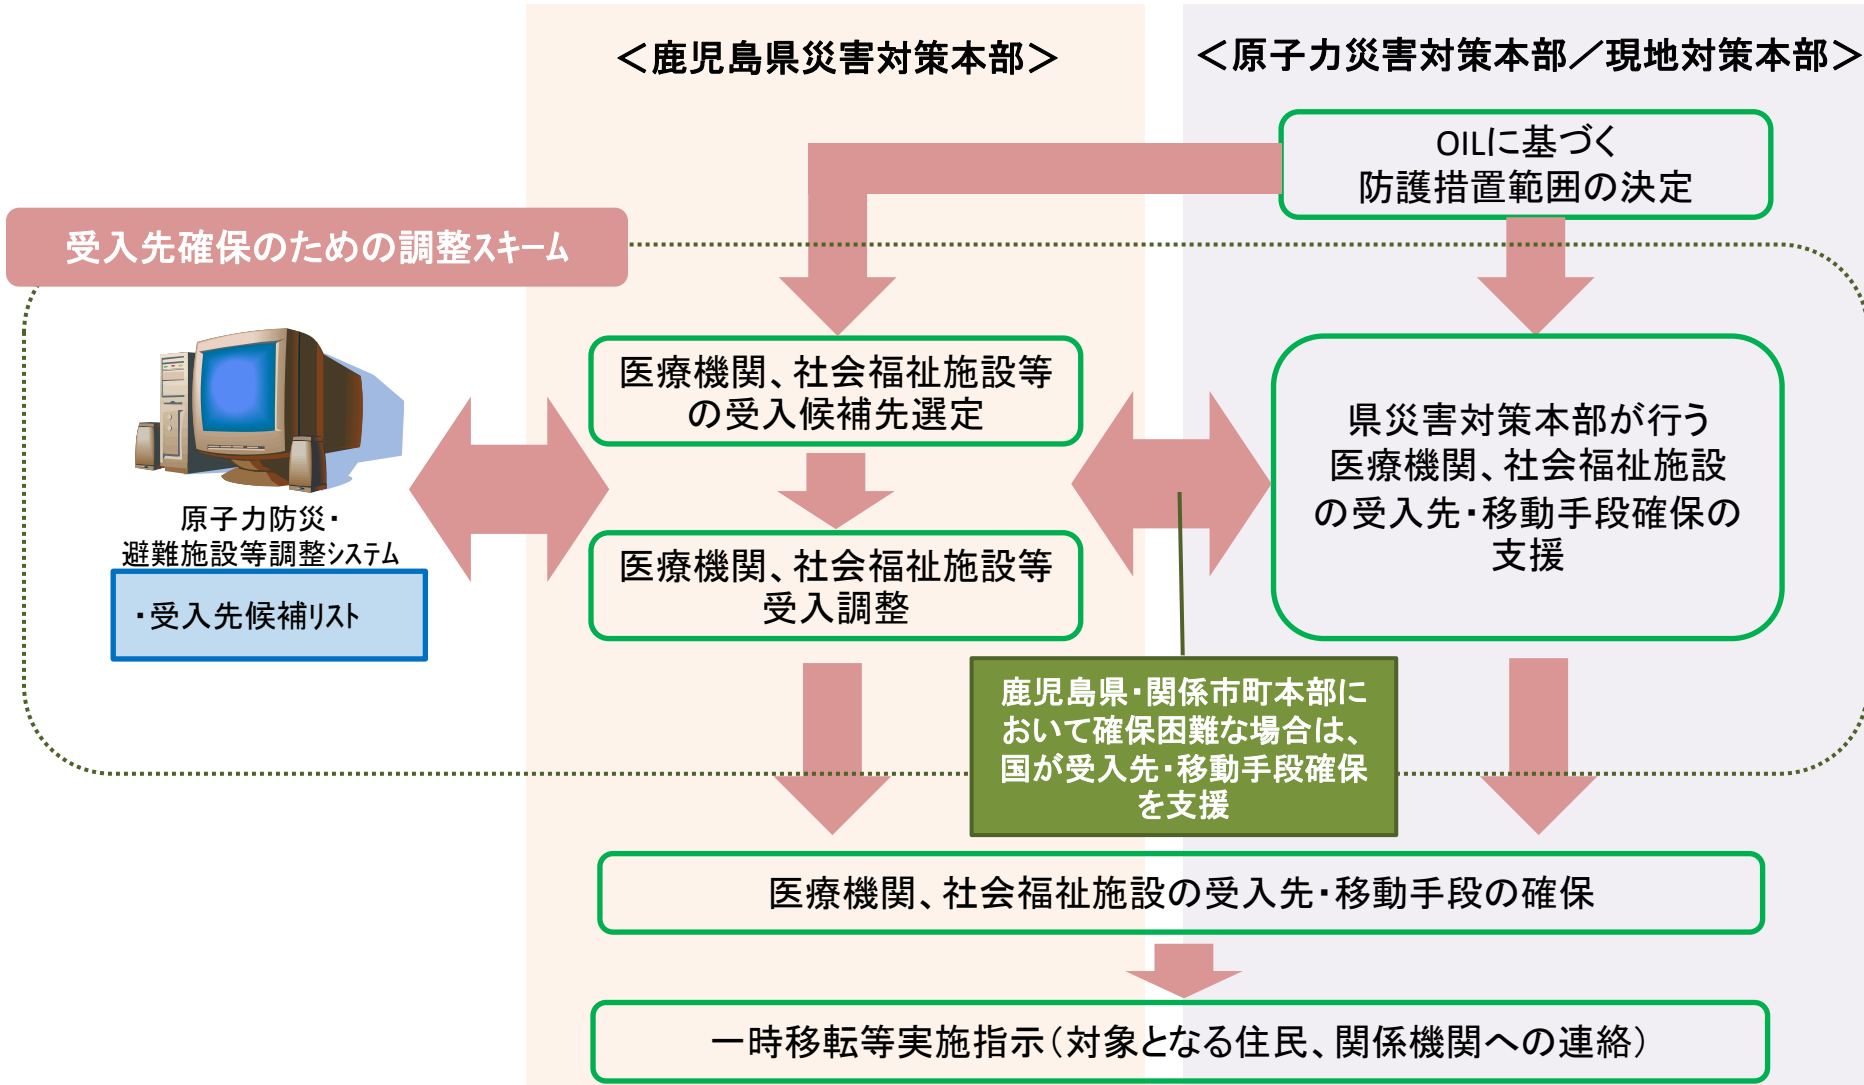 ＜鹿児島県災害対策本部＞
＜原子力災害対策本部／現地対策本部＞
OILに基づく
防護措置範囲の決定
受入先確保のための調整スキーム
医療機関、社会福祉施設等
の受入候補先選定
県災害対策本部が行う
医療機関、社会福祉施設
の受入先・移動手段確保の
支援
原子力防災・
避難施設等調整システム
・受入先候補リスト
医療機関、社会福祉施設等
受入調整
鹿児島県・関係市町本部に
おいて確保困難な場合は、
国が受入先・移動手段確保
を支援
医療機関、社会福祉施設の受入先・移動手段の確保
一時移転等実施指示（対象となる住民、関係機関への連絡）